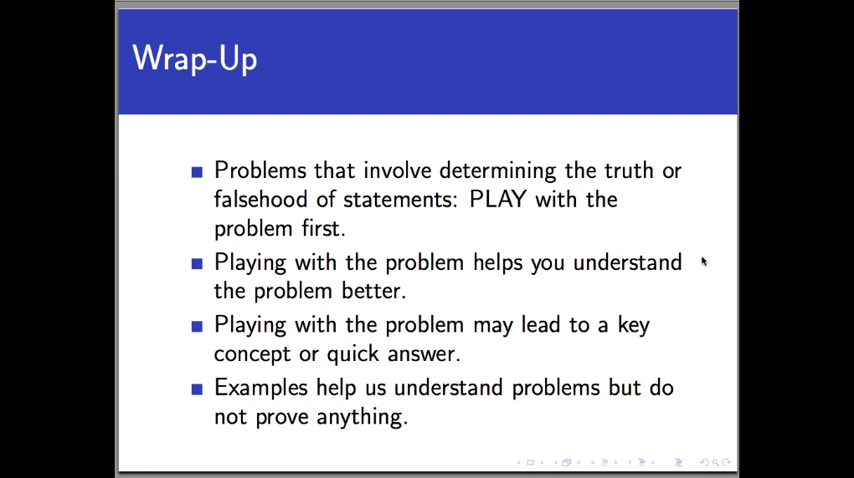 Wrap-Up
Problems that involve determining the truth or
falsehood of statements: PLAY with the
problem first.
Playing with the problem helps you understand
the problem better.
Playing with the problem may lead to a key
concept or quick answer.
Examples help us understand problems but do
not prove anything.